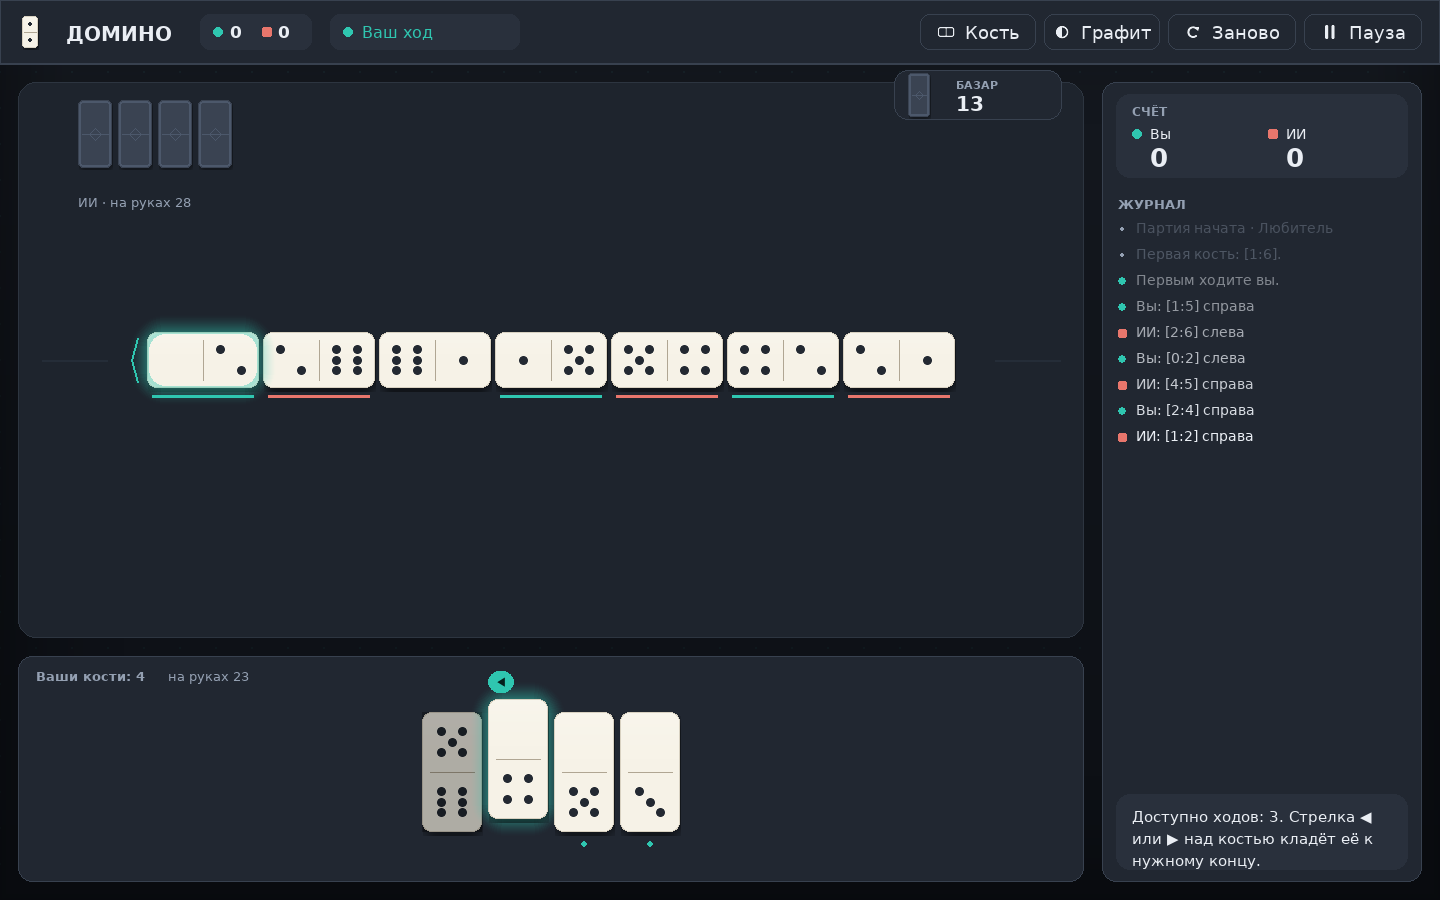 ДОМИНО
0
0
Ваш ход
Кость
Графит
Заново
Пауза
БАЗАР
13
ИИ · на руках 28
СЧЁТ
Вы
ИИ
0
0
ЖУРНАЛ
Партия начата · Любитель
Первая кость: [1:6].
Первым ходите вы.
Вы: [1:5] справа
ИИ: [2:6] слева
Вы: [0:2] слева
ИИ: [4:5] справа
Вы: [2:4] справа
ИИ: [1:2] справа
Ваши кости: 4
на руках 23
Доступно ходов: 3. Стрелка ◀
или ▶ над костью кладёт её к
нужному концу.